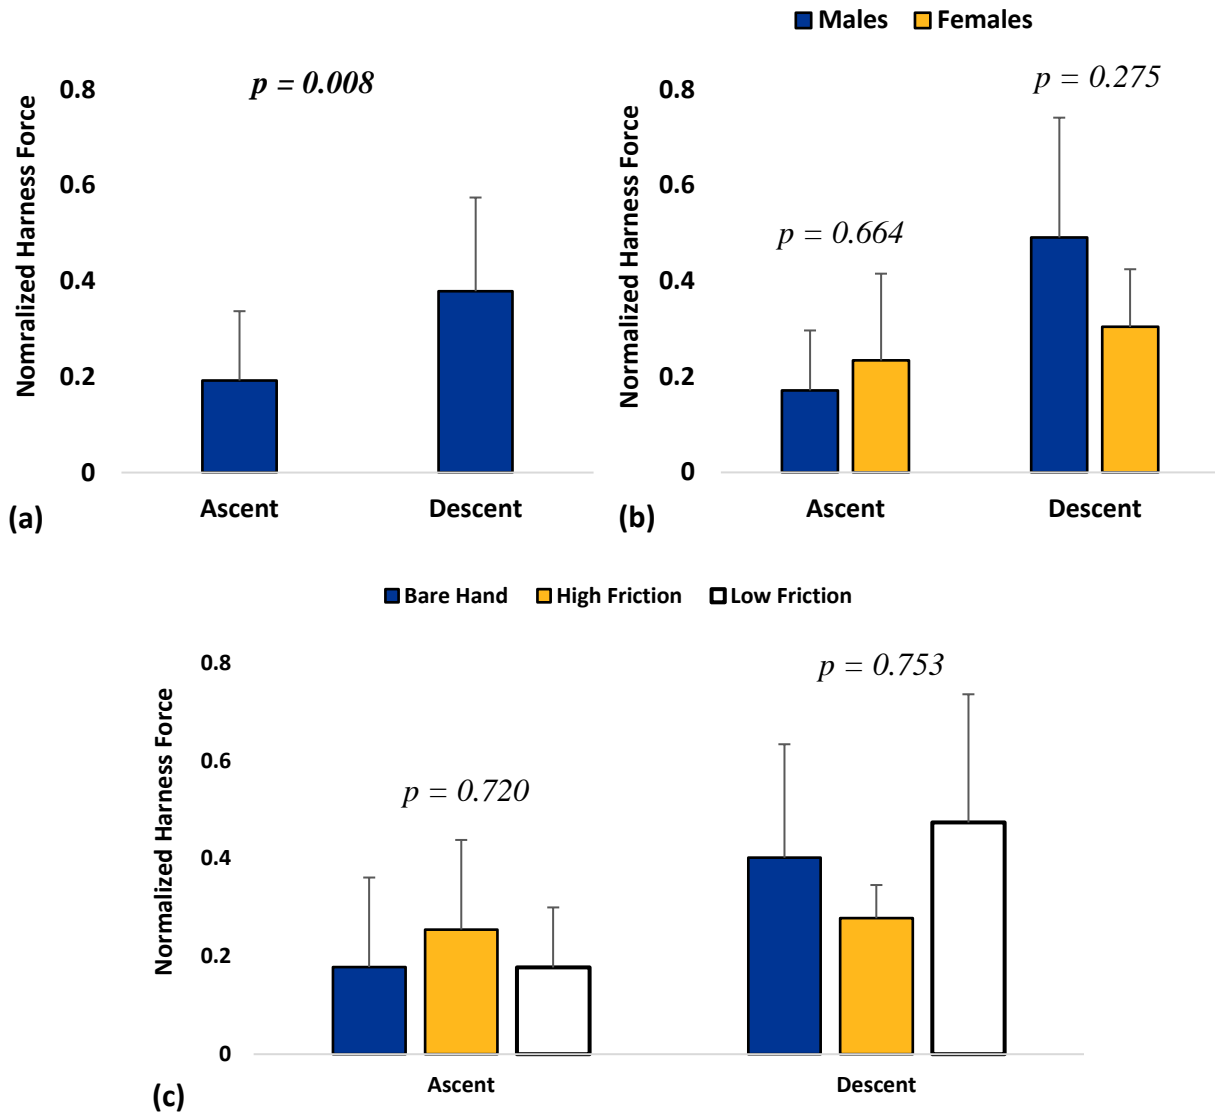 Males Females
p = 0.008
p = 0.275
p = 0.664
Nomralized Harness Force
0.8
0.6
0.4
0.2
0
Ascent Descent
(a)
Normalized Harness Force
0.8
0.6
0.4
0.2
0
Ascent Descent
(b)
Bare Hand High Friction Low Friction
p = 0.753
p = 0.720
Normalized Harness Force
0.8
0.6
0.4
0.2
0
Ascent Descent
(c)